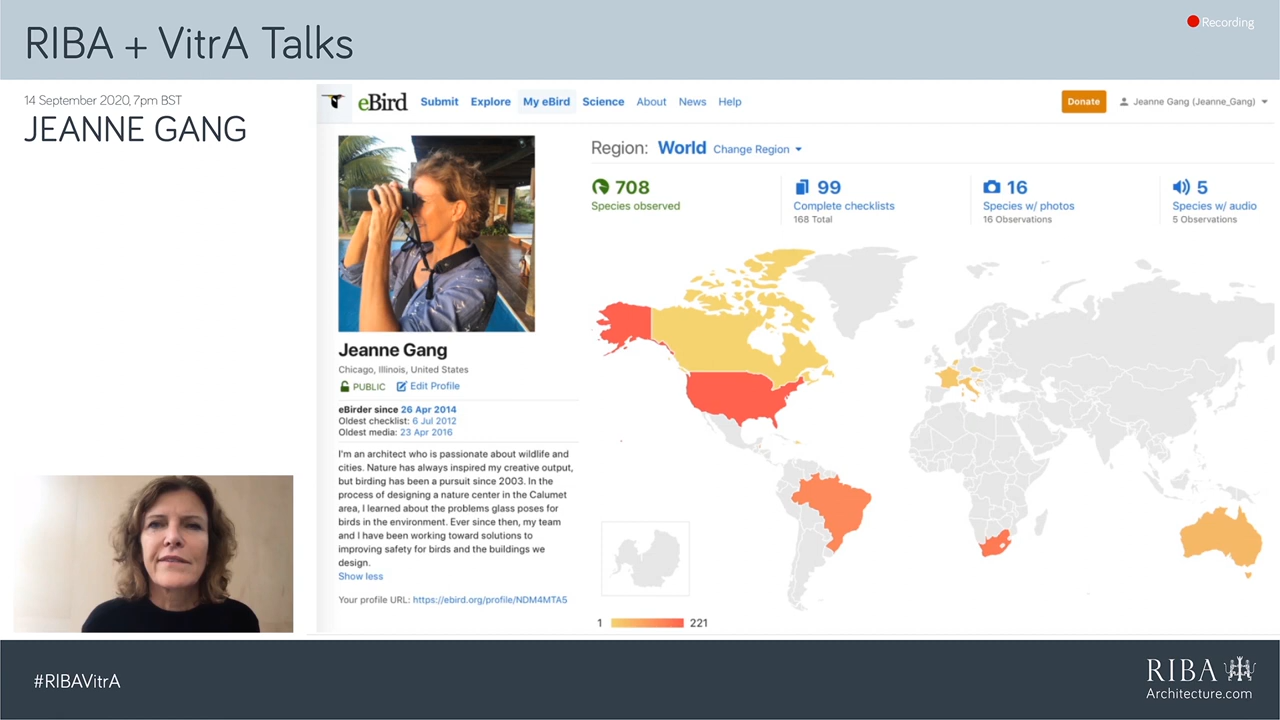 RIBA + VitrA Talks
Recording
14 September 2020, 7pm BST
JEANNE GANG
eBird Submit Explore My eBird Science About News Help Donate Jeanne Gang (Jeanne_Gang)
Region: World Change Region
708
Species observed
99
Complete checklists
168 Total
16
Species w/ photos
16 Observations
5
Species w/ audio
5 Observations
Jeanne Gang
Chicago, Illinois, United States
PUBLIC Edit Profile
eBirder since 26 Apr 2014
Oldest checklist: 6 Jul 2012
Oldest media: 23 Apr 2016
I'm an architect who is passionate about wildlife and
cities. Nature has always inspired my creative output,
but birding has been a pursuit since 2003. In the
process of designing a nature center in the Calumet
area, I learned about the problems glass poses for
birds in the environment. Ever since then, my team
and I have been working toward solutions to
improving safety for birds and the buildings we
design.
Show less
Your profile URL: https://ebird.org/profile/NDM4MTA5
1 221
#RIBAVitrA
RIBA
Architecture.com